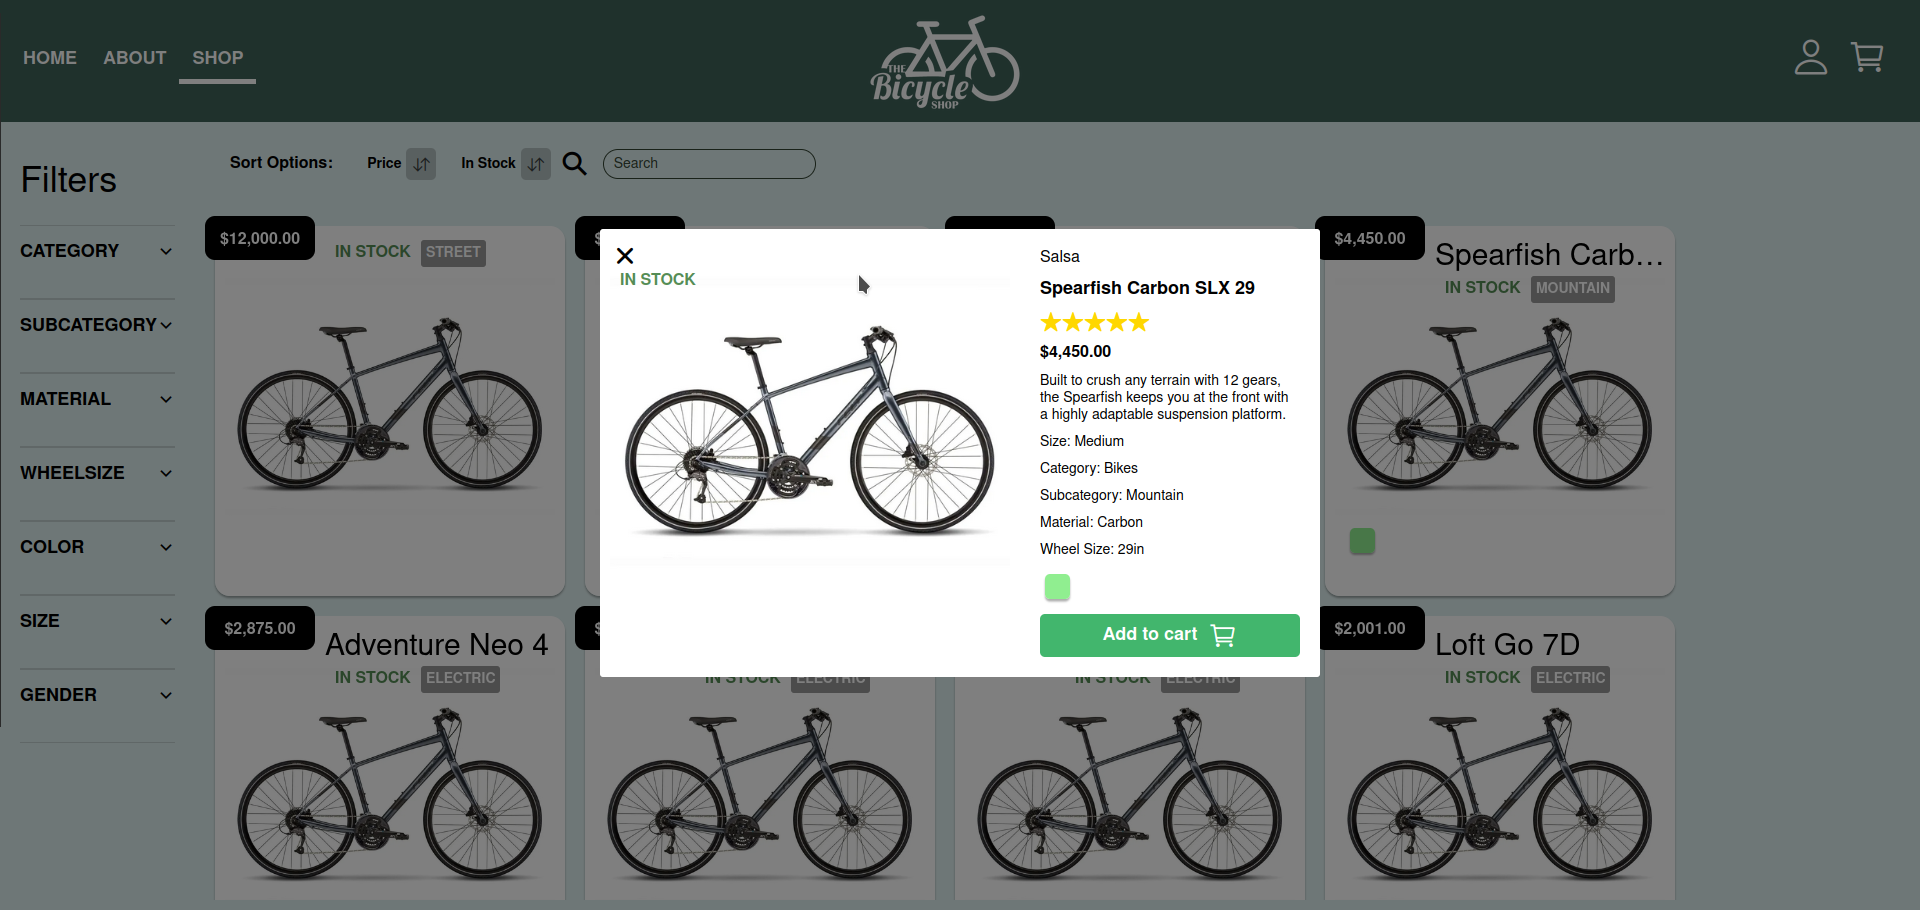 HOME ABOUT SHOP
THE
Bicycle
SHOP
Filters
Sort Options: Price In Stock Search
CATEGORY
SUBCATEGORY
MATERIAL
WHEELSIZE
COLOR
SIZE
GENDER
$12,000.00
IN STOCK STREET
$4,450.00
Spearfish Carb...
IN STOCK MOUNTAIN
IN STOCK
Salsa
Spearfish Carbon SLX 29
$4,450.00
Built to crush any terrain with 12 gears,
the Spearfish keeps you at the front with
a highly adaptable suspension platform.
Size: Medium
Category: Bikes
Subcategory: Mountain
Material: Carbon
Wheel Size: 29in
Add to cart
$2,875.00
Adventure Neo 4
IN STOCK ELECTRIC
IN STOCK ELECTRIC
IN STOCK ELECTRIC
$2,001.00
Loft Go 7D
IN STOCK ELECTRIC